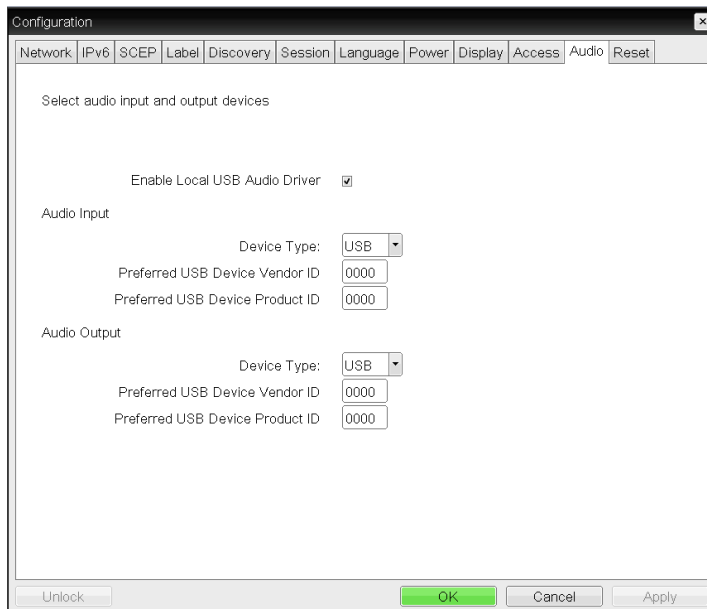 Configuration
Network IPv6 SCEP Label Discovery Session Language Power Display Access Audio Reset
Select audio input and output devices
Enable Local USB Audio Driver
Audio Input
Device Type: USB
Preferred USB Device Vendor ID 0000
Preferred USB Device Product ID 0000
Audio Output
Device Type: USB
Preferred USB Device Vendor ID 0000
Preferred USB Device Product ID 0000
Unlock OK Cancel Apply